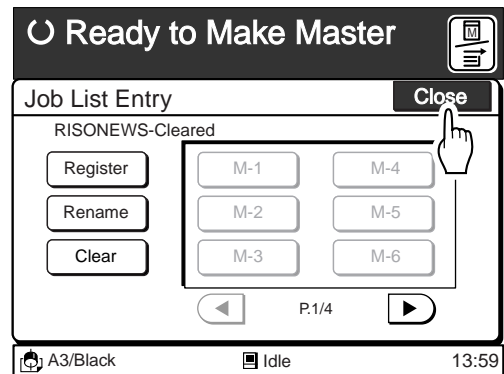 Ready to Make Master
M
Job List Entry
Close
RISONEWS-Cleared
Register
M-1
M-4
Rename
M-2
M-5
Clear
M-3
M-6
P.1/4
A3/Black
Idle
13:59